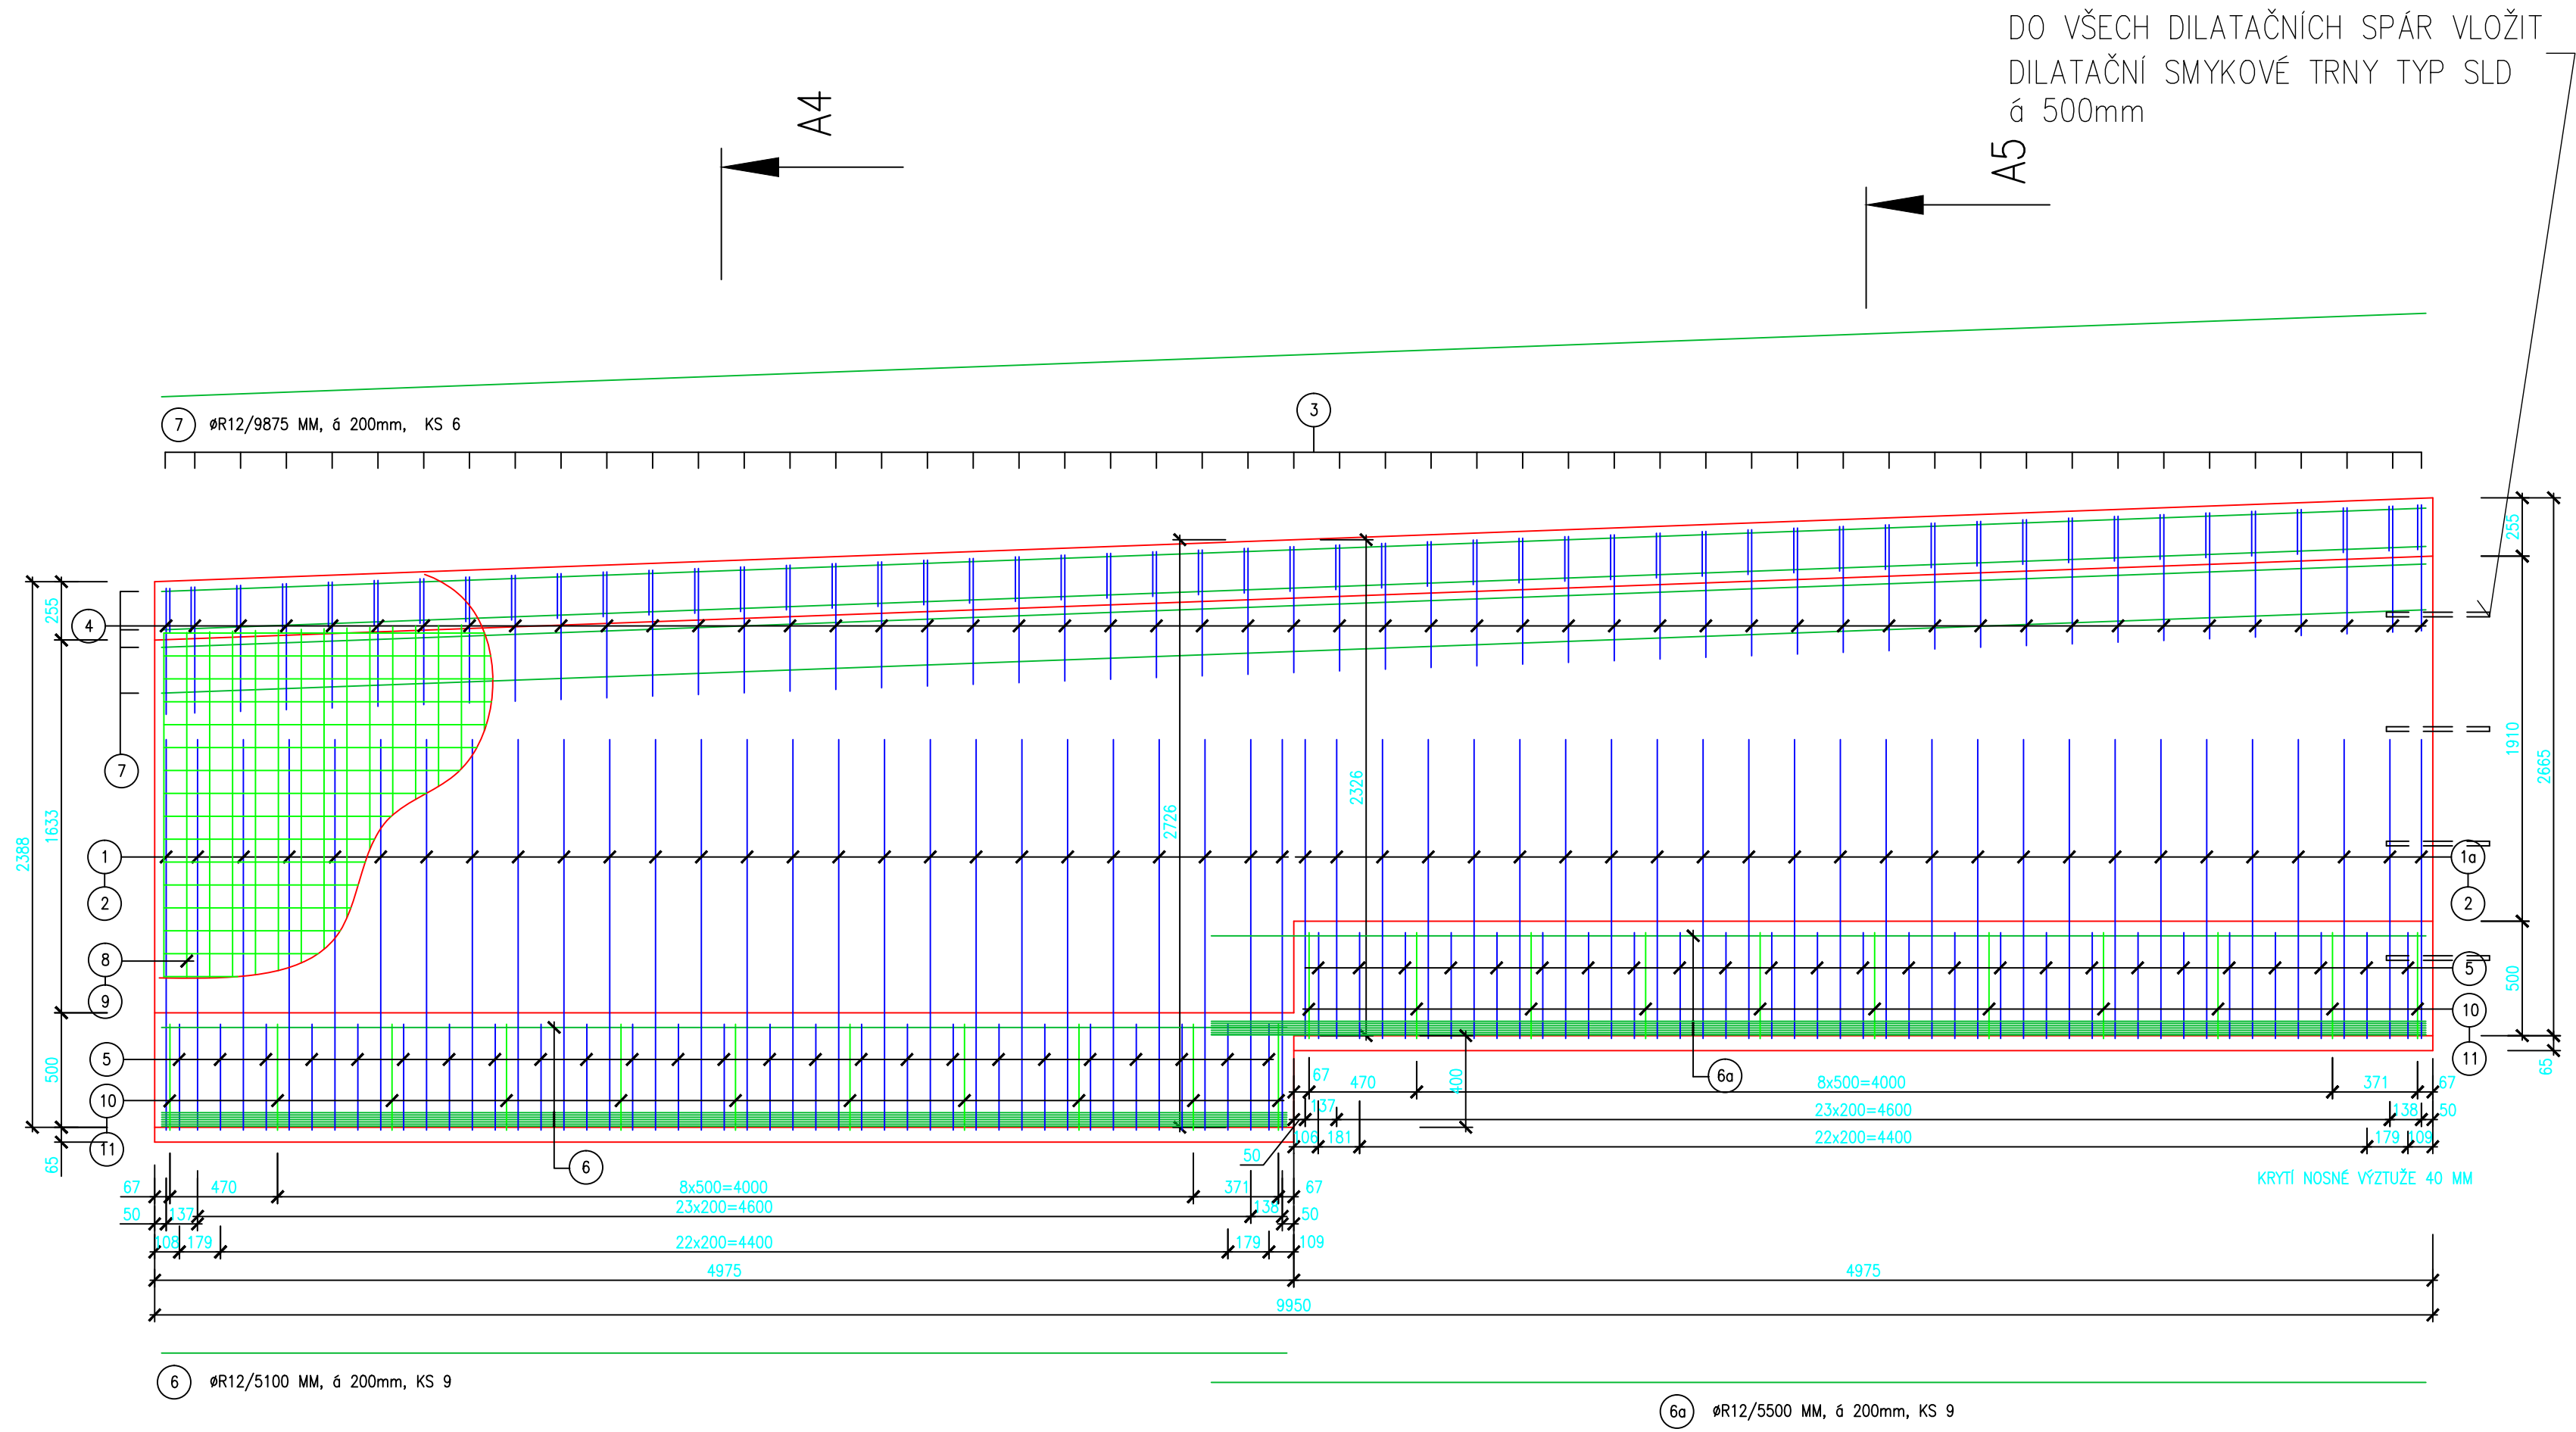 DO VŠECH DILATAČNÍCH SPÁR VLOŽIT
DILATAČNÍ SMYKOVÉ TRNY TYP SLD
á 500mm
A4
A5
7 øR12/9875 MM, á 200mm, KS 6
3
255
4
7
1633
2388
1
2
8
9
5
500
10
11
65
2726
2326
255
1910
2665
1a
2
5
500
10
11
65
6
6a
400
67 470 8x500=4000 371 67
137 23x200=4600 138 50
106 181 22x200=4400 179 109
50
KRYTÍ NOSNÉ VÝZTUŽE 40 MM
67 470 8x500=4000 371 67
50 137 23x200=4600 138 50
108 179 22x200=4400 179 109
4975 4975
9950
6 øR12/5100 MM, á 200mm, KS 9
6a øR12/5500 MM, á 200mm, KS 9